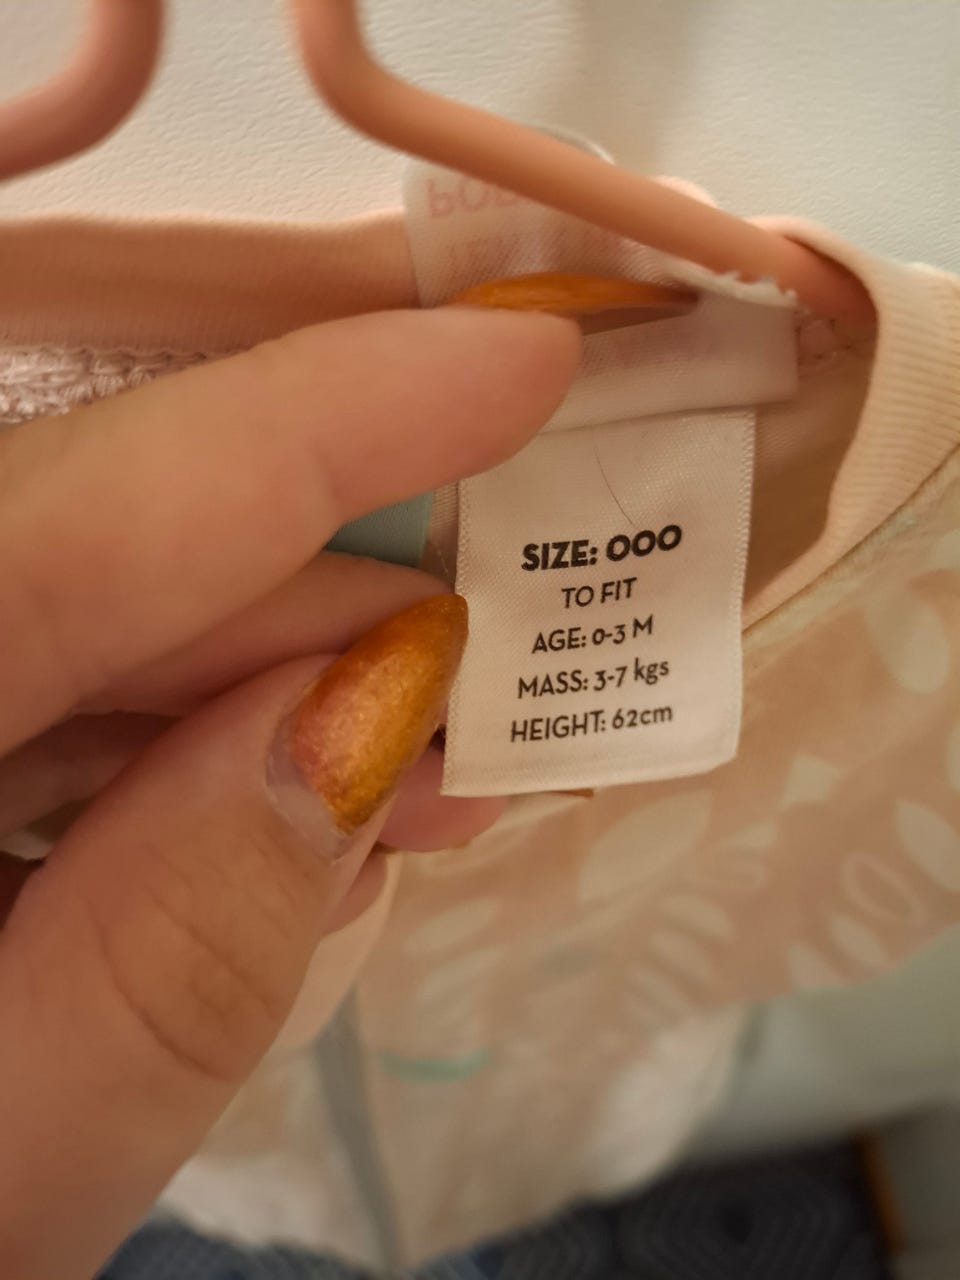 SIZE: 000
TO FIT
AGE: 0-3 M
MASS: 3-7 kgs
HEIGHT: 62cm